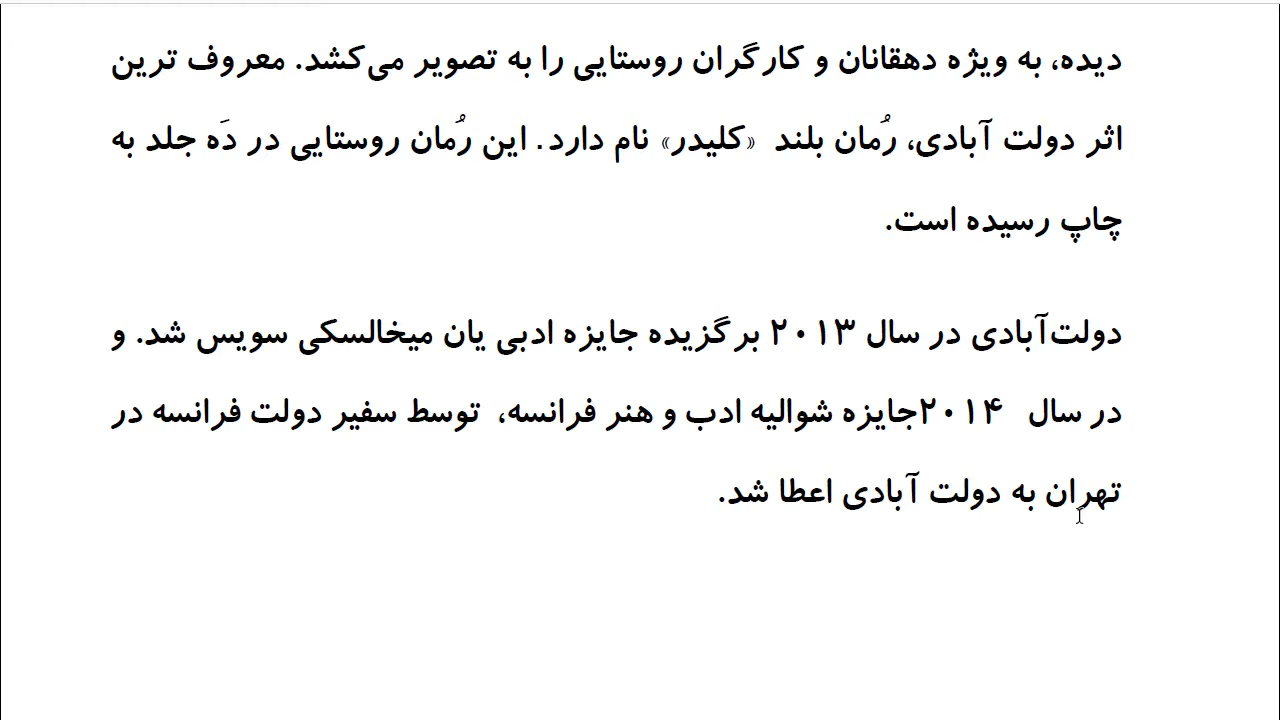 دیده، به ویژه دهقانان و کارگران روستایی را به تصویر می‌کشد. معروف ترین
اثر دولت آبادی، رُمان بلند «کلیدر» نام دارد. این رُمان روستایی در دَه جلد به
چاپ رسیده است.
دولت‌آبادی در سال ۲۰۱۳ برگزیده جایزه ادبی یان میخالسکی سویس شد. و
در سال ۲۰۱۴جایزه شوالیه ادب و هنر فرانسه، توسط سفیر دولت فرانسه در
تهران به دولت آبادی اعطا شد.